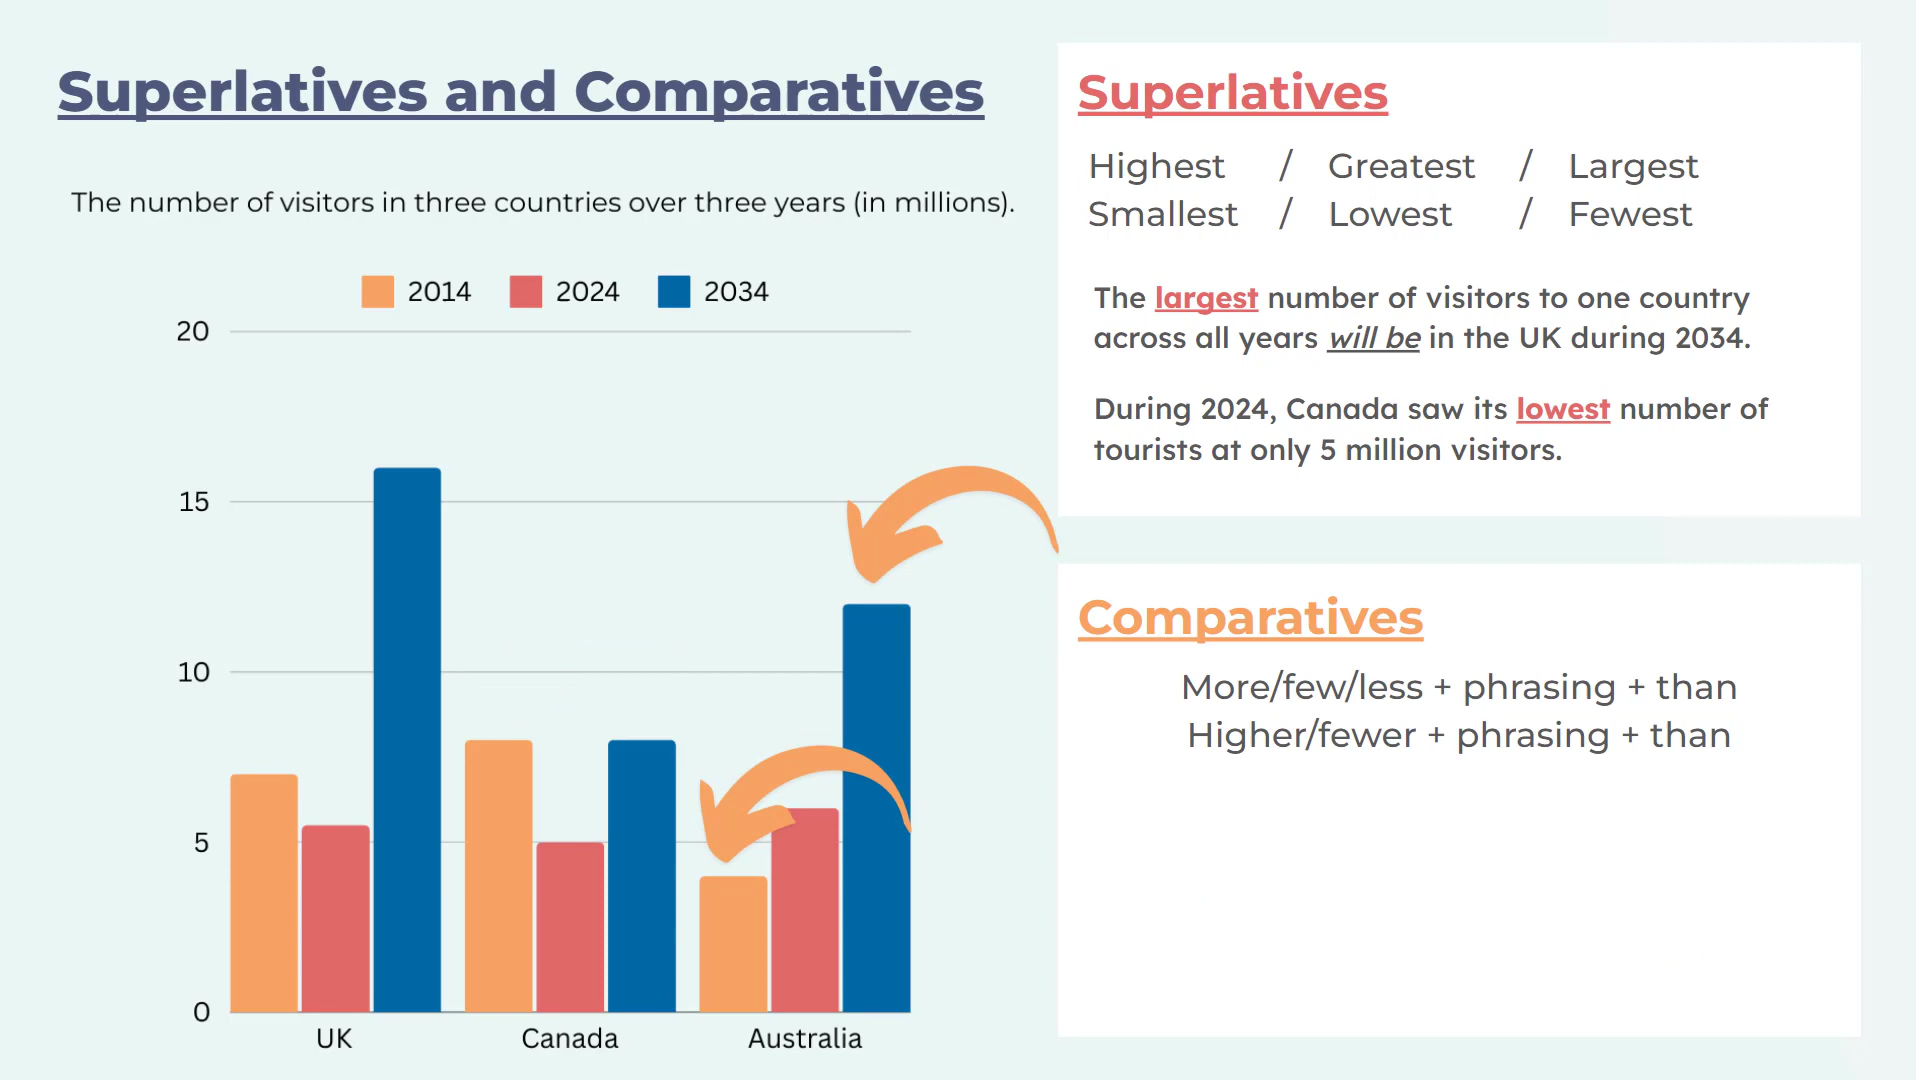 Superlatives and Comparatives
The number of visitors in three countries over three years (in millions).
2014 2024 2034
20
15
10
5
0
UK Canada Australia
Superlatives
Highest / Greatest / Largest
Smallest / Lowest / Fewest
The largest number of visitors to one country
across all years will be in the UK during 2034.
During 2024, Canada saw its lowest number of
tourists at only 5 million visitors.
Comparatives
More/few/less + phrasing + than
Higher/fewer + phrasing + than